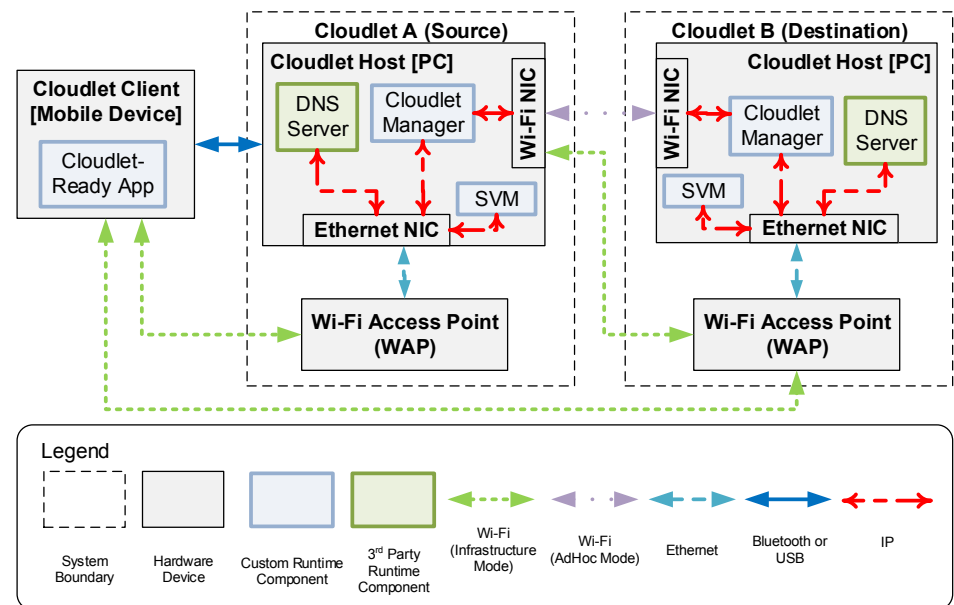 Cloudlet Client
[Mobile Device]
Cloudlet-
Ready App
Cloudlet A (Source)
Cloudlet Host [PC]
DNS
Server
Cloudlet
Manager
Wi-Fi NIC
SVM
Ethernet NIC
Wi-Fi Access Point
(WAP)
Cloudlet B (Destination)
Cloudlet Host [PC]
Wi-Fi NIC
Cloudlet
Manager
DNS
Server
SVM
Ethernet NIC
Wi-Fi Access Point
(WAP)
Legend
System
Boundary
Hardware
Device
Custom Runtime
Component
3rd Party
Runtime
Component
Wi-Fi
(Infrastructure
Mode)
Wi-Fi
(AdHoc Mode)
Ethernet
Bluetooth or
USB
IP